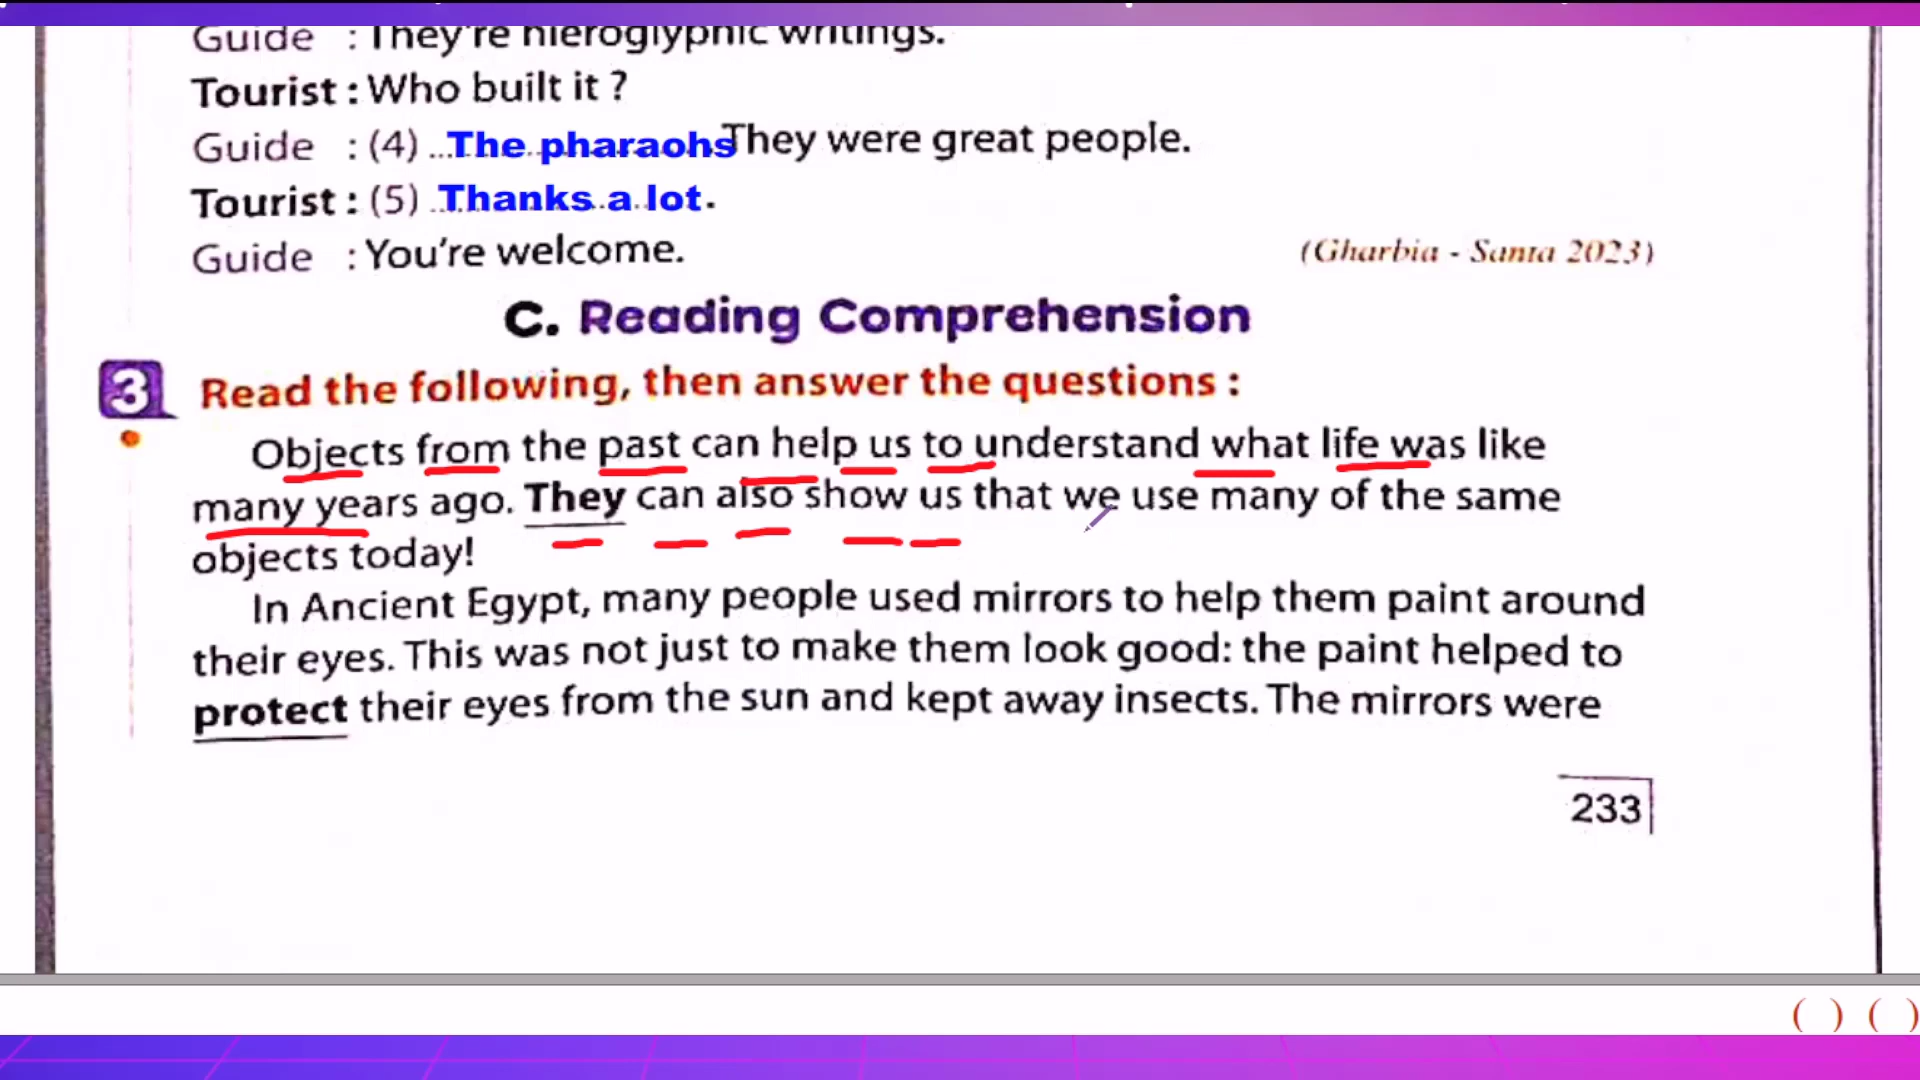 Guide : They're hieroglyphic writings.
Tourist : Who built it ?
Guide : (4) ... The pharaohs They were great people.
Tourist : (5) Thanks a lot .
Guide : You're welcome. (Gharbia - Santa 2023)
C. Reading Comprehension
3 Read the following, then answer the questions :
Objects from the past can help us to understand what life was like
many years ago. They can also show us that we use many of the same
objects today!
In Ancient Egypt, many people used mirrors to help them paint around
their eyes. This was not just to make them look good: the paint helped to
protect their eyes from the sun and kept away insects. The mirrors were
233
( ) ( )